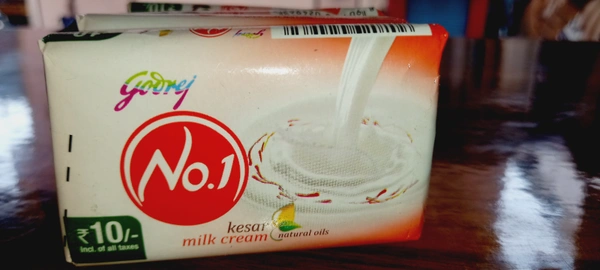 Godrej
No.1
₹10/-
incl. of all taxes
kesar
milk cream
natural oils